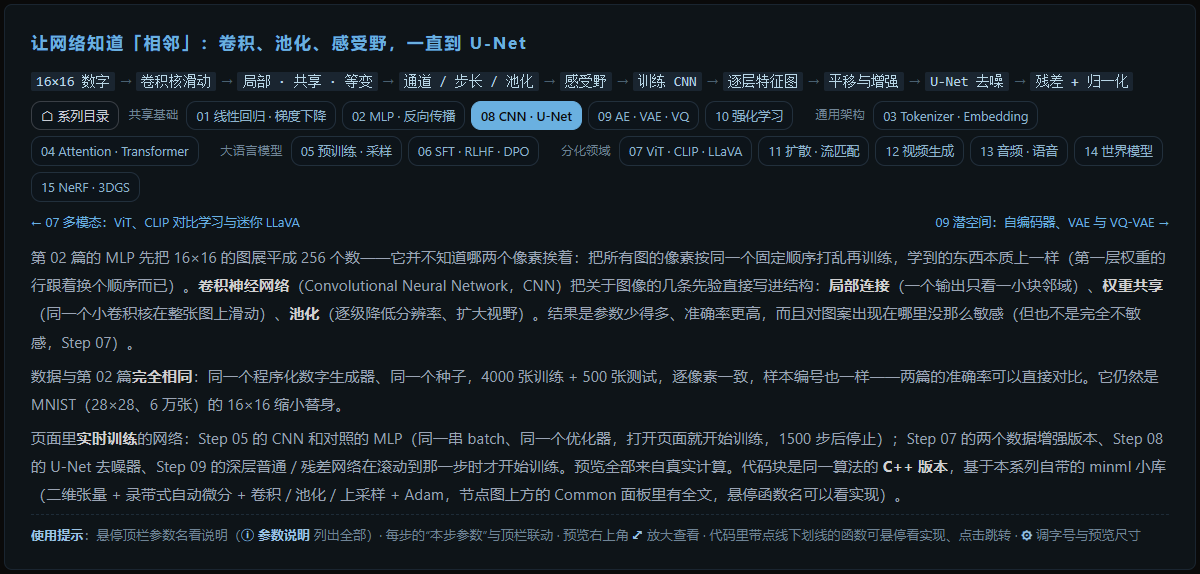 让网络知道「相邻」：卷积、池化、感受野，一直到 U-Net
16×16 数字 → 卷积核滑动 → 局部 · 共享 · 等变 → 通道 / 步长 / 池化 → 感受野 → 训练 CNN → 逐层特征图 → 平移与增强 → U-Net 去噪 → 残差 + 归一化
⌂ 系列目录 共享基础 01 线性回归 · 梯度下降 02 MLP · 反向传播 08 CNN · U-Net 09 AE · VAE · VQ 10 强化学习 通用架构 03 Tokenizer · Embedding
04 Attention · Transformer 大语言模型 05 预训练 · 采样 06 SFT · RLHF · DPO 分化领域 07 ViT · CLIP · LLaVA 11 扩散 · 流匹配 12 视频生成 13 音频 · 语音 14 世界模型
15 NeRF · 3DGS
← 07 多模态：ViT、CLIP 对比学习与迷你 LLaVA 09 潜空间：自编码器、VAE 与 VQ-VAE →
第 02 篇的 MLP 先把 16×16 的图展平成 256 个数——它并不知道哪两个像素挨着：把所有图的像素按同一个固定顺序打乱再训练，学到的东西本质上一样（第一层权重的
行跟着换个顺序而已）。卷积神经网络（Convolutional Neural Network，CNN）把关于图像的几条先验直接写进结构：局部连接（一个输出只看一小块邻域）、权重共享
（同一个小卷积核在整张图上滑动）、池化（逐级降低分辨率、扩大视野）。结果是参数少得多、准确率更高，而且对图案出现在哪里没那么敏感（但也不是完全不敏
感，Step 07）。
数据与第 02 篇完全相同：同一个程序化数字生成器、同一个种子，4000 张训练 + 500 张测试，逐像素一致，样本编号也一样——两篇的准确率可以直接对比。它仍然是
MNIST（28×28、6 万张）的 16×16 缩小替身。
页面里实时训练的网络：Step 05 的 CNN 和对照的 MLP（同一串 batch、同一个优化器，打开页面就开始训练，1500 步后停止）；Step 07 的两个数据增强版本、Step 08
的 U-Net 去噪器、Step 09 的深层普通 / 残差网络在滚动到那一步时才开始训练。预览全部来自真实计算。代码块是同一算法的 C++ 版本，基于本系列自带的 minml 小库
（二维张量 + 录带式自动微分 + 卷积 / 池化 / 上采样 + Adam，节点图上方的 Common 面板里有全文，悬停函数名可以看实现）。
使用提示：悬停顶栏参数名看说明（ⓘ 参数说明 列出全部）· 每步的“本步参数”与顶栏联动 · 预览右上角 ⤢ 放大查看 · 代码里带点线下划线的函数可悬停看实现、点击跳转 · ⚙ 调字号与预览尺寸